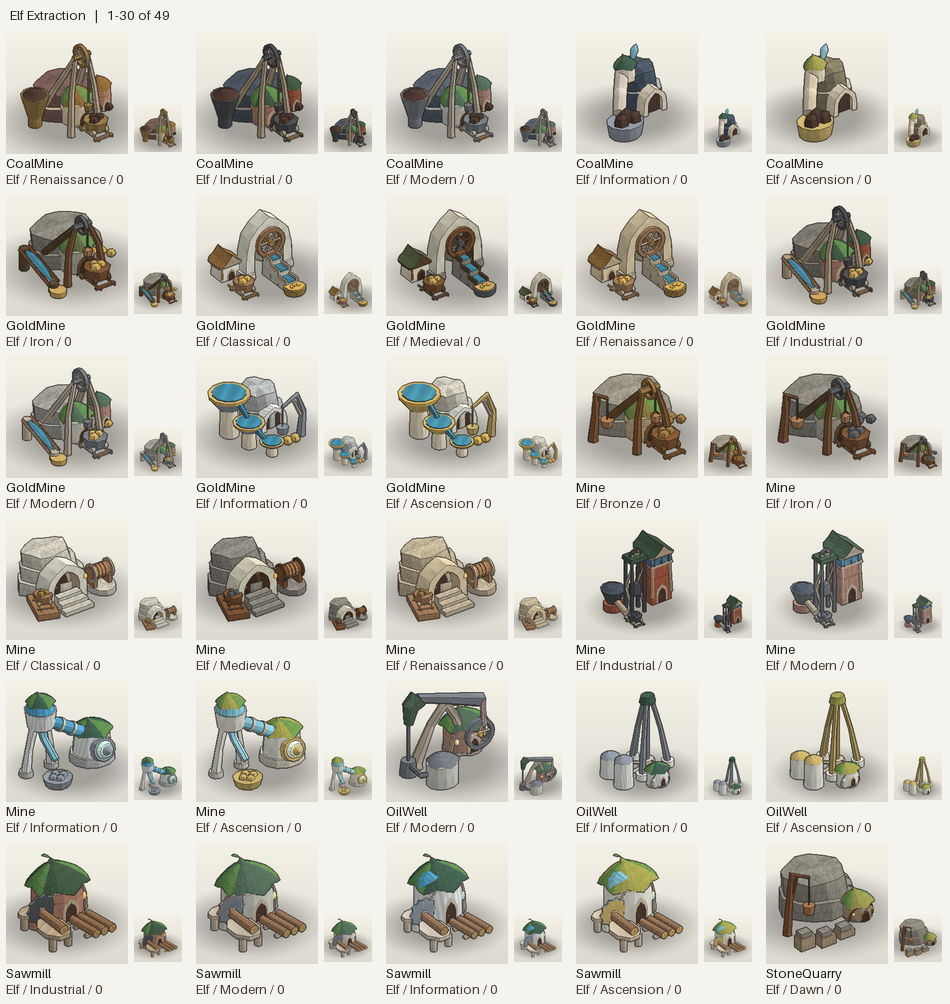 Elf Extraction | 1-30 of 49
CoalMine
Elf / Renaissance / 0
CoalMine
Elf / Industrial / 0
CoalMine
Elf / Modern / 0
CoalMine
Elf / Information / 0
CoalMine
Elf / Ascension / 0
GoldMine
Elf / Iron / 0
GoldMine
Elf / Classical / 0
GoldMine
Elf / Medieval / 0
GoldMine
Elf / Renaissance / 0
GoldMine
Elf / Industrial / 0
GoldMine
Elf / Modern / 0
GoldMine
Elf / Information / 0
GoldMine
Elf / Ascension / 0
Mine
Elf / Bronze / 0
Mine
Elf / Iron / 0
Mine
Elf / Classical / 0
Mine
Elf / Medieval / 0
Mine
Elf / Renaissance / 0
Mine
Elf / Industrial / 0
Mine
Elf / Modern / 0
Mine
Elf / Information / 0
Mine
Elf / Ascension / 0
OilWell
Elf / Modern / 0
OilWell
Elf / Information / 0
OilWell
Elf / Ascension / 0
Sawmill
Elf / Industrial / 0
Sawmill
Elf / Modern / 0
Sawmill
Elf / Information / 0
Sawmill
Elf / Ascension / 0
StoneQuarry
Elf / Dawn / 0